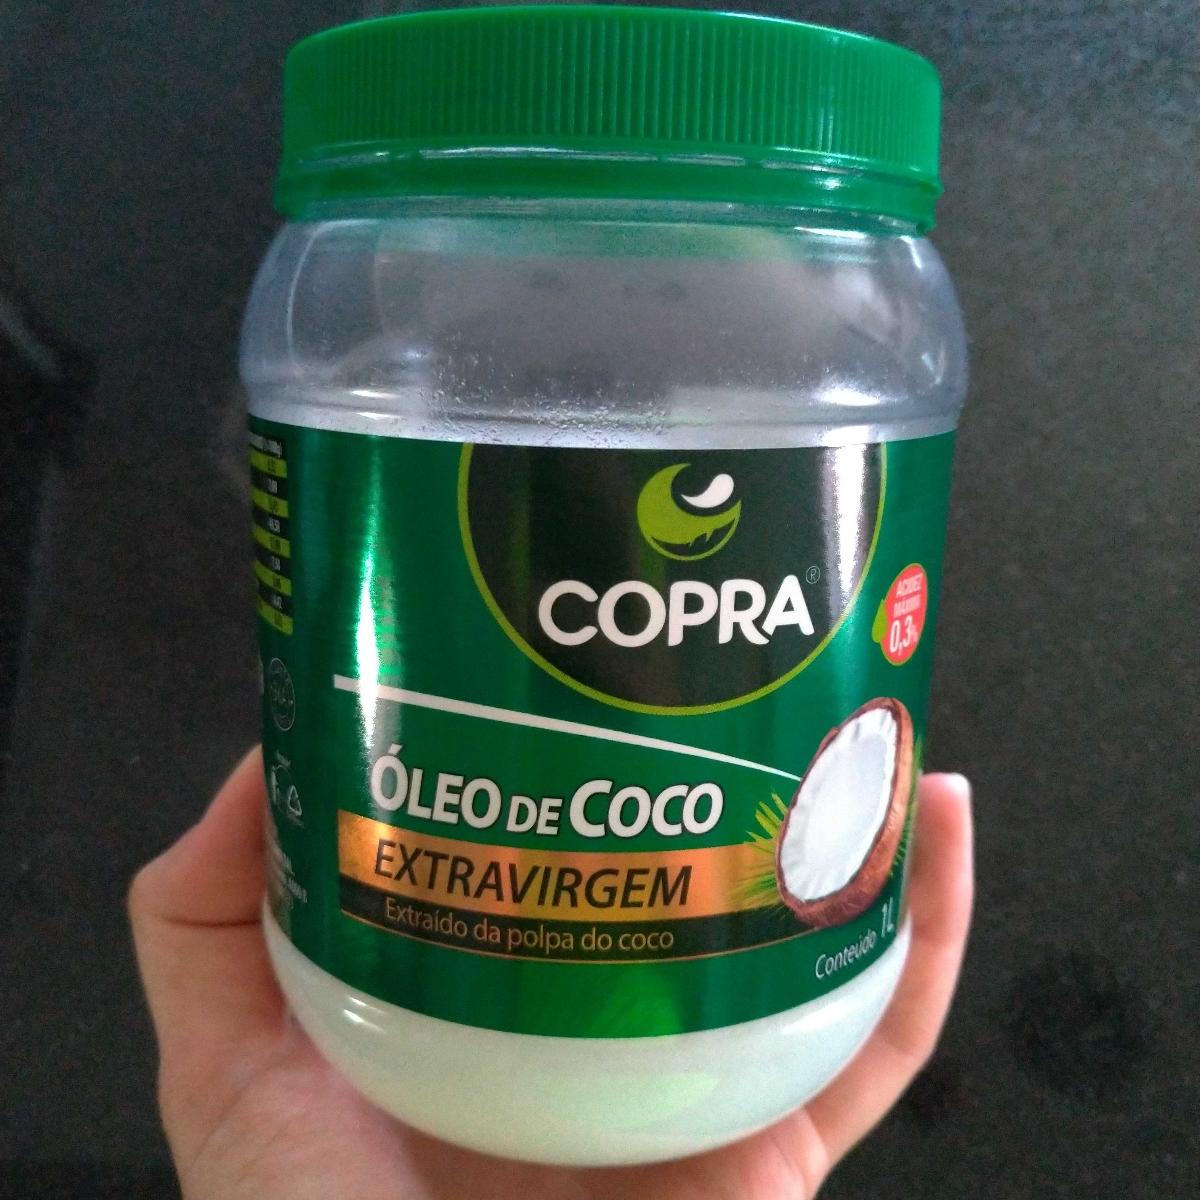 COPRA®
ACIDEZ
MÁXIMA
0,3%
ÓLEO DE COCO
EXTRAVIRGEM
Extraído da polpa do coco
Conteúdo 1L